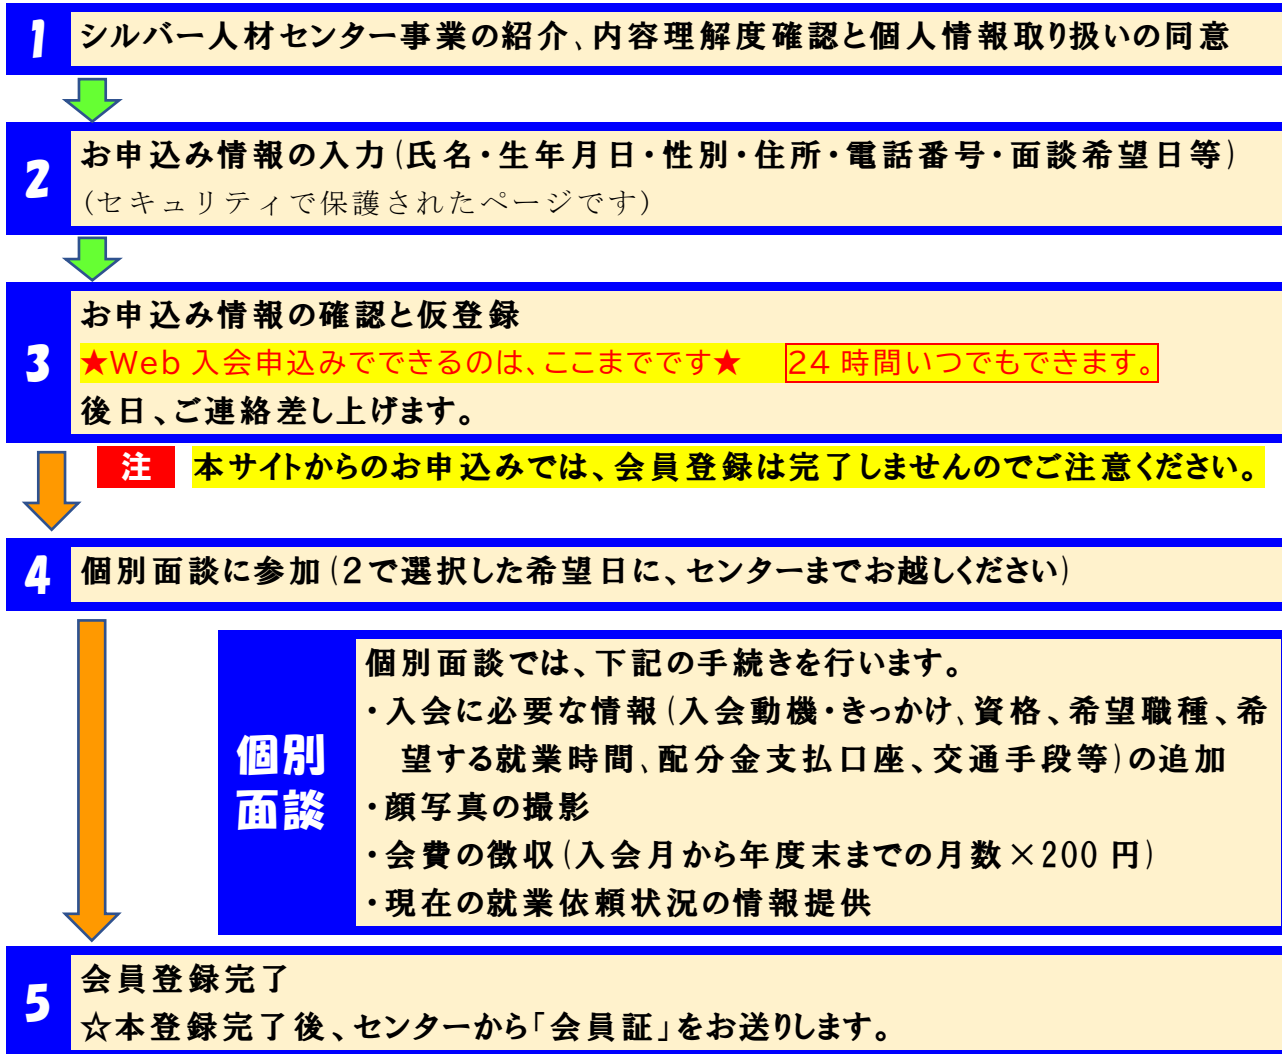 1 シルバー人材センター事業の紹介、内容理解度確認と個人情報取り扱いの同意
2 お申込み情報の入力(氏名・生年月日・性別・住所・電話番号・面談希望日等)
(セキュリティで保護されたページです)
3 お申込み情報の確認と仮登録
★Web 入会申込みでできるのは、ここまでです★ 24 時間いつでもできます。
後日、ご連絡差し上げます。
注 本サイトからのお申込みでは、会員登録は完了しませんのでご注意ください。
4 個別面談に参加(2で選択した希望日に、センターまでお越しください)
個別
面談
個別面談では、下記の手続きを行います。
・入会に必要な情報(入会動機・きっかけ、資格、希望職種、希
望する就業時間、配分金支払口座、交通手段等)の追加
・顔写真の撮影
・会費の徴収(入会月から年度末までの月数×200 円)
・現在の就業依頼状況の情報提供
5 会員登録完了
☆本登録完了後、センターから「会員証」をお送りします。